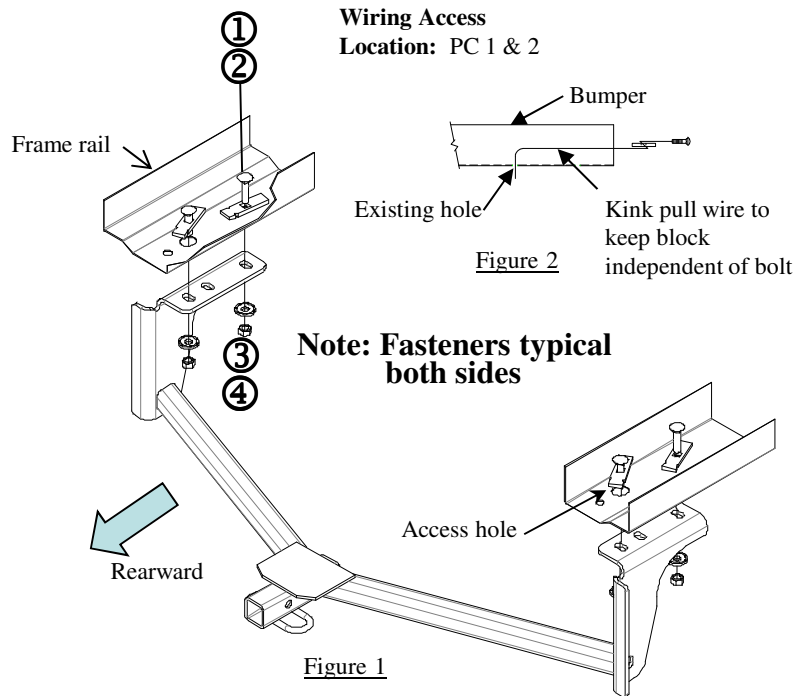 ①
②
Wiring Access
Location: PC 1 & 2
Bumper
Frame rail
Existing hole
Kink pull wire to
keep block
independent of bolt
Figure 2
Note: Fasteners typical
both sides
③
④
Access hole
Rearward
Figure 1